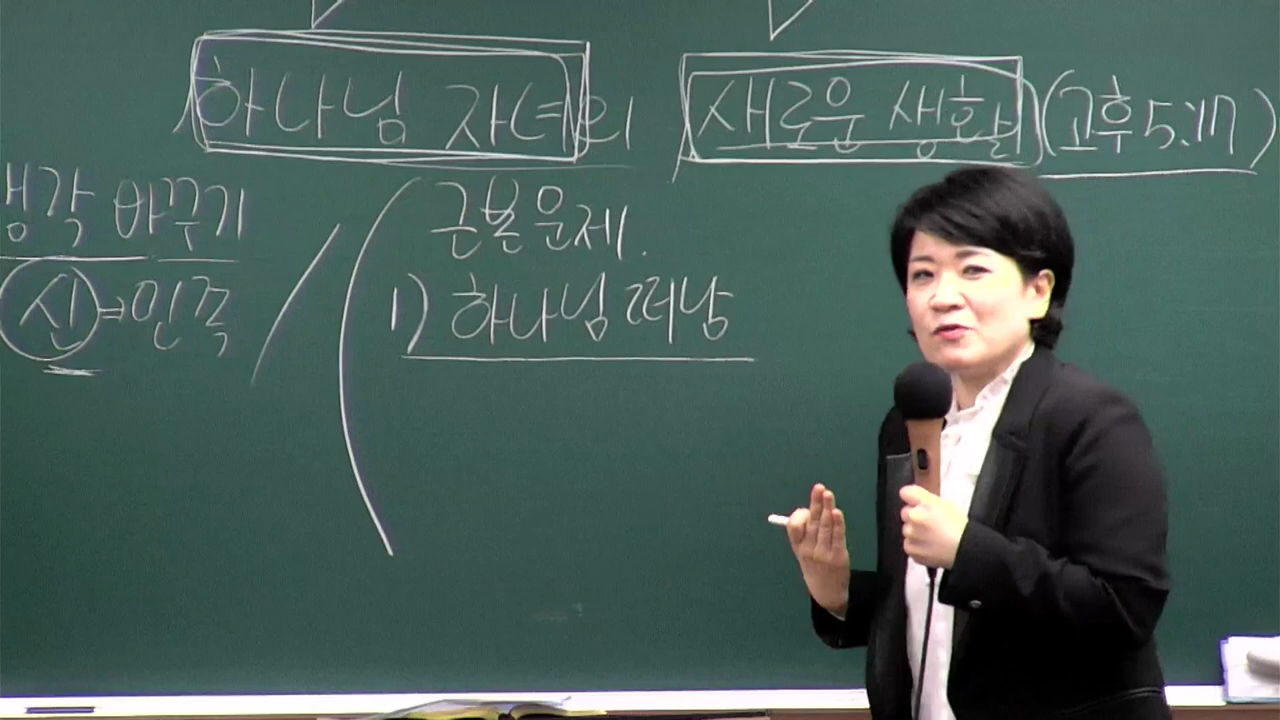 하나님 자녀의 새로운 생활 (고후 5:17)
생각 바꾸기
신 ⇒ 민족
근본문제.
1) 하나님 떠남